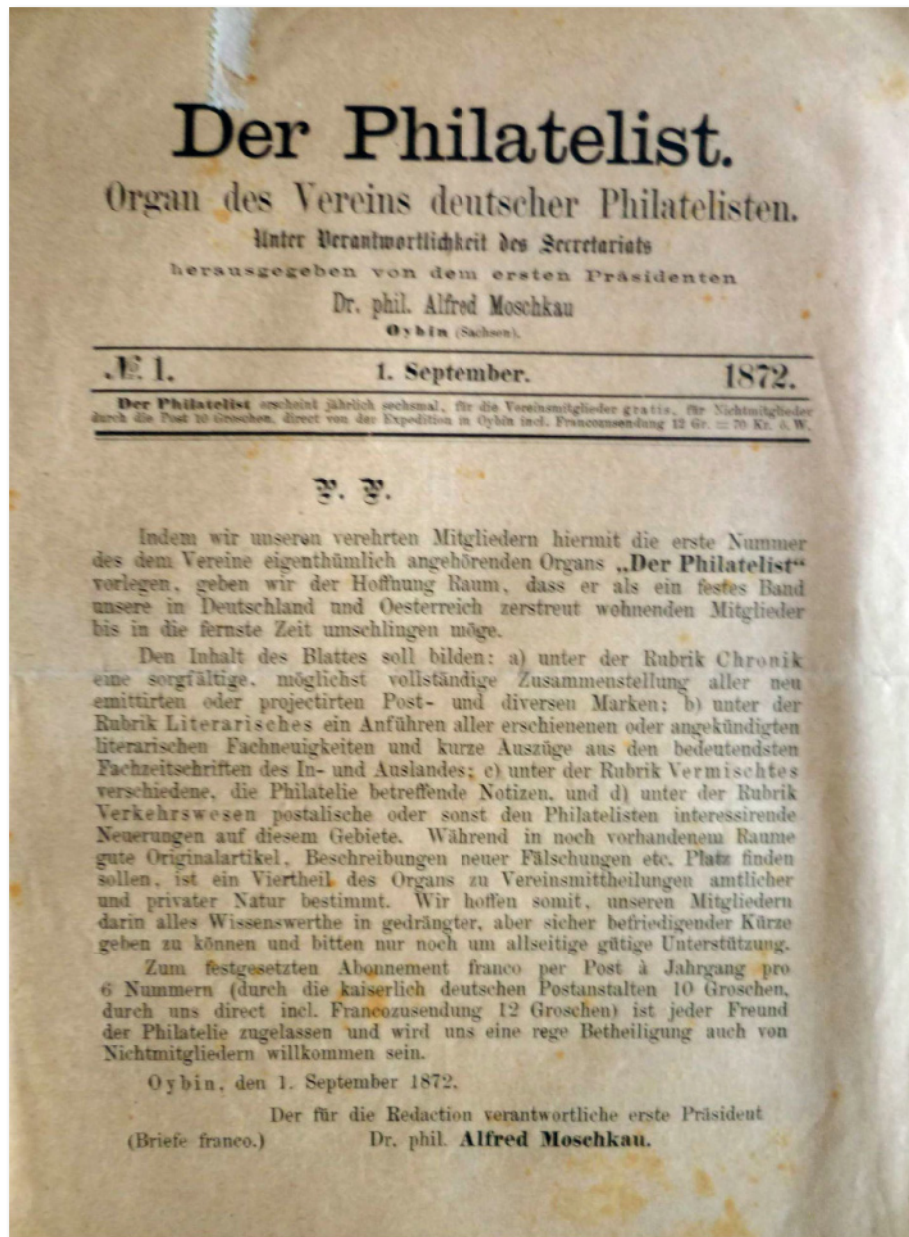 Der Philatelist.
Organ des Vereins deutscher Philatelisten.
Unter Verantwortlichkeit des Secretariats
herausgegeben von dem ersten Präsidenten
Dr. phil. Alfred Moschkau
Oybin (Sachsen).
№. 1. 1. September. 1872.
Der Philatelist erscheint jährlich sechsmal, für die Vereinsmitglieder gratis, für Nichtmitglieder
durch die Post 10 Groschen, direct von der Expedition in Oybin incl. Francozusendung 12 Gr. = 70 Kr. ö. W.
P. P.
Indem wir unseren verehrten Mitgliedern hiermit die erste Nummer
des dem Vereine eigenthümlich angehörenden Organs „Der Philatelist“
vorlegen, geben wir der Hoffnung Raum, dass er als ein festes Band
unsere in Deutschland und Oesterreich zerstreut wohnenden Mitglieder
bis in die fernste Zeit umschlingen möge.
Den Inhalt des Blattes soll bilden: a) unter der Rubrik Chronik
eine sorgfältige, möglichst vollständige Zusammenstellung aller neu
emittirten oder projectirten Post- und diversen Marken; b) unter der
Rubrik Literarisches ein Anführen aller erschienenen oder angekündigten
literarischen Fachneuigkeiten und kurze Auszüge aus den bedeutendsten
Fachzeitschriften des In- und Auslandes; c) unter der Rubrik Vermischtes
verschiedene, die Philatelie betreffende Notizen, und d) unter der Rubrik
Verkehrswesen postalische oder sonst den Philatelisten interessirende
Neuerungen auf diesem Gebiete. Während in noch vorhandenem Raume
gute Originalartikel, Beschreibungen neuer Fälschungen etc. Platz finden
sollen, ist ein Viertheil des Organs zu Vereinsmittheilungen amtlicher
und privater Natur bestimmt. Wir hoffen somit, unseren Mitgliedern
darin alles Wissenswerthe in gedrängter, aber sicher befriedigender Kürze
geben zu können und bitten nur noch um allseitige gütige Unterstützung.
Zum festgesetzten Abonnement franco per Post à Jahrgang pro
6 Nummern (durch die kaiserlich deutschen Postanstalten 10 Groschen,
durch uns direct incl. Francozusendung 12 Groschen) ist jeder Freund
der Philatelie zugelassen und wird uns eine rege Betheiligung auch von
Nichtmitgliedern willkommen sein.
Oybin, den 1. September 1872.
Der für die Redaction verantwortliche erste Präsident
(Briefe franco.) Dr. phil. Alfred Moschkau.